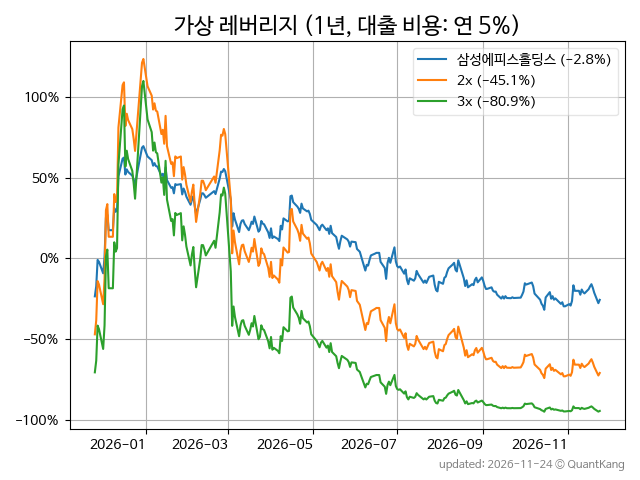 가상 레버리지 (1년, 대출 비용: 연 5%)
삼성에피스홀딩스 (−2.8%)
2x (−45.1%)
3x (−80.9%)
100%
50%
0%
−50%
−100%
2026-01 2026-03 2026-05 2026-07 2026-09 2026-11
updated: 2026-11-24 © QuantKang